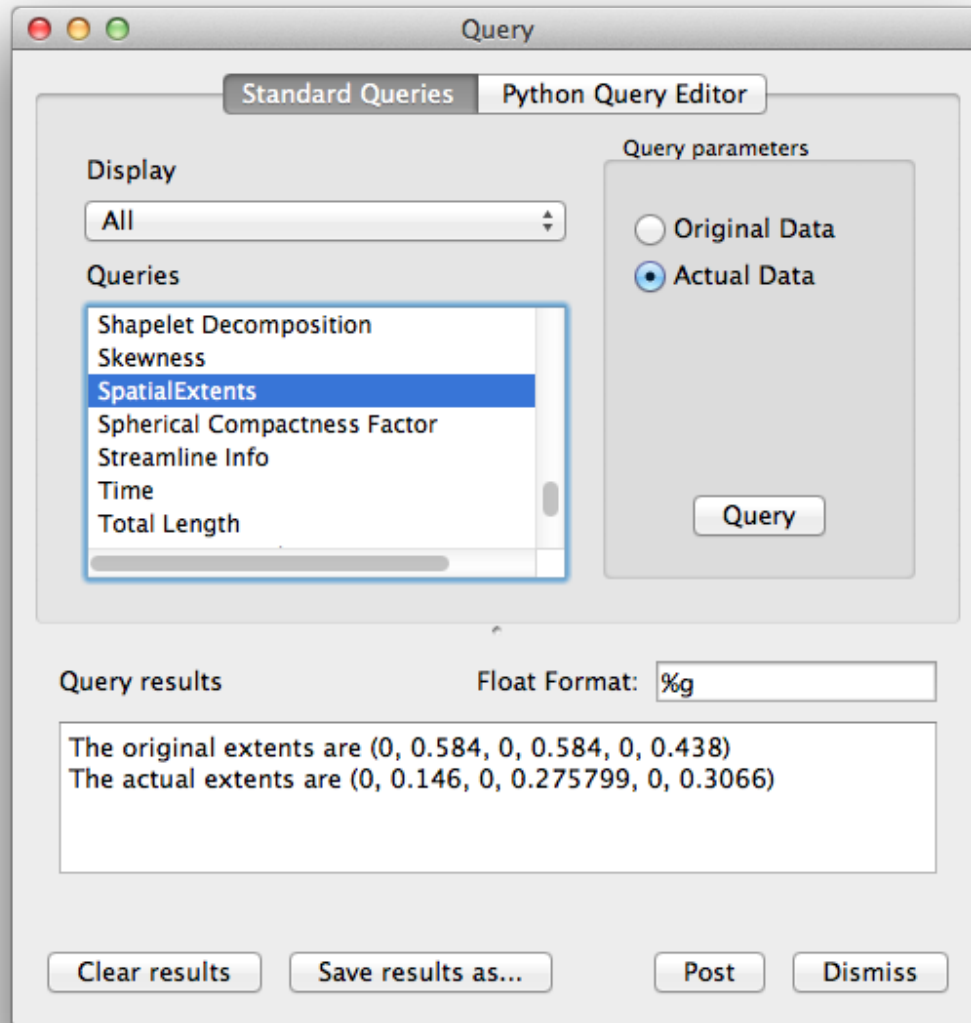 Query
Standard Queries
Python Query Editor
Display
All
Queries
Shapelet Decomposition
Skewness
SpatialExtents
Spherical Compactness Factor
Streamline Info
Time
Total Length
Query parameters
Original Data
Actual Data
Query
Query results
Float Format: %g
The original extents are (0, 0.584, 0, 0.584, 0, 0.438)
The actual extents are (0, 0.146, 0, 0.275799, 0, 0.3066)
Clear results
Save results as...
Post
Dismiss